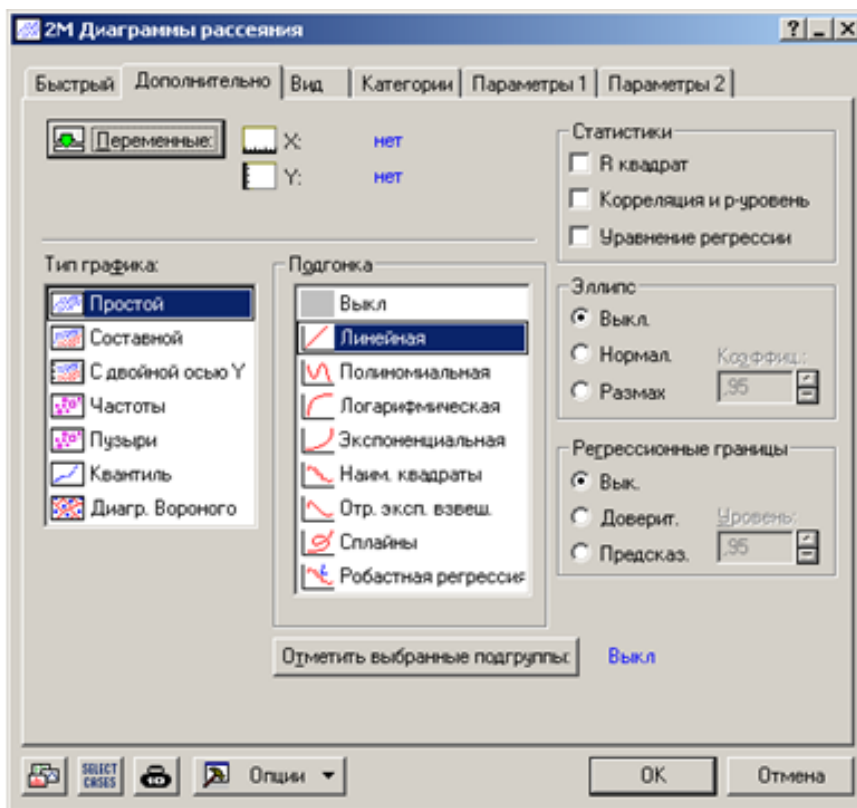 2М Диаграммы рассеяния
Быстрый Дополнительно Вид Категории Параметры 1 Параметры 2
Переменные:
X: нет
Y: нет
Статистики
R квадрат
Корреляция и р-уровень
Уравнение регрессии
Тип графика:
Простой
Составной
С двойной осью Y
Частоты
Пузыри
Квантиль
Диагр. Вороного
Подгонка
Выкл
Линейная
Полиномиальная
Логарифмическая
Экспоненциальная
Наим. квадраты
Отр. эксп. взвеш.
Сплайны
Робастная регрессия
Эллипс
Выкл.
Нормал.
Размах
Коэффиц.:
,95
Регрессионные границы
Вык.
Доверит.
Предсказ.
Уровень:
,95
Отметить выбранные подгруппы: Выкл
SELECT
CASES
Опции
OK
Отмена